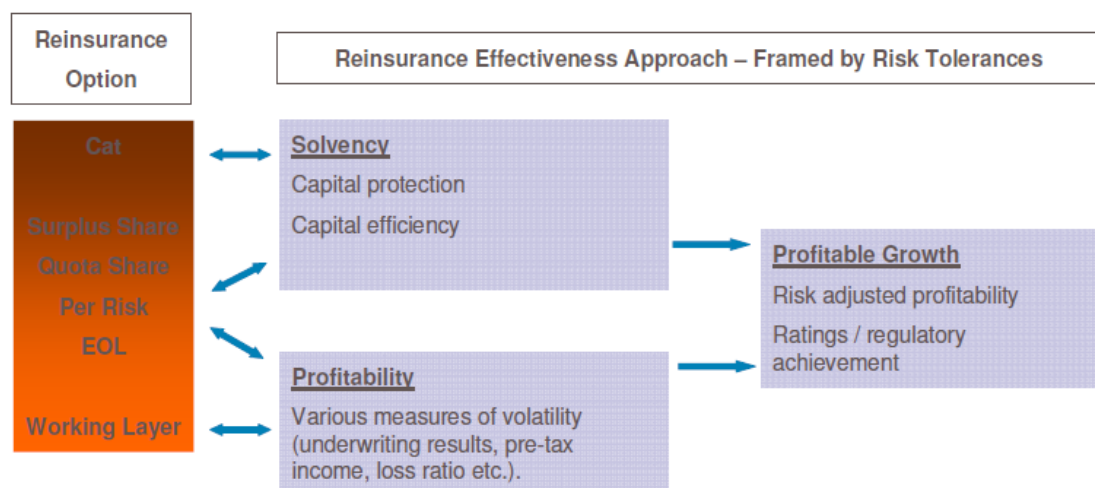 Reinsurance
Option
Reinsurance Effectiveness Approach – Framed by Risk Tolerances
Cat
Surplus Share
Quota Share
Per Risk
EOL
Working Layer
Solvency
Capital protection
Capital efficiency
Profitability
Various measures of volatility
(underwriting results, pre-tax
income, loss ratio etc.).
Profitable Growth
Risk adjusted profitability
Ratings / regulatory
achievement